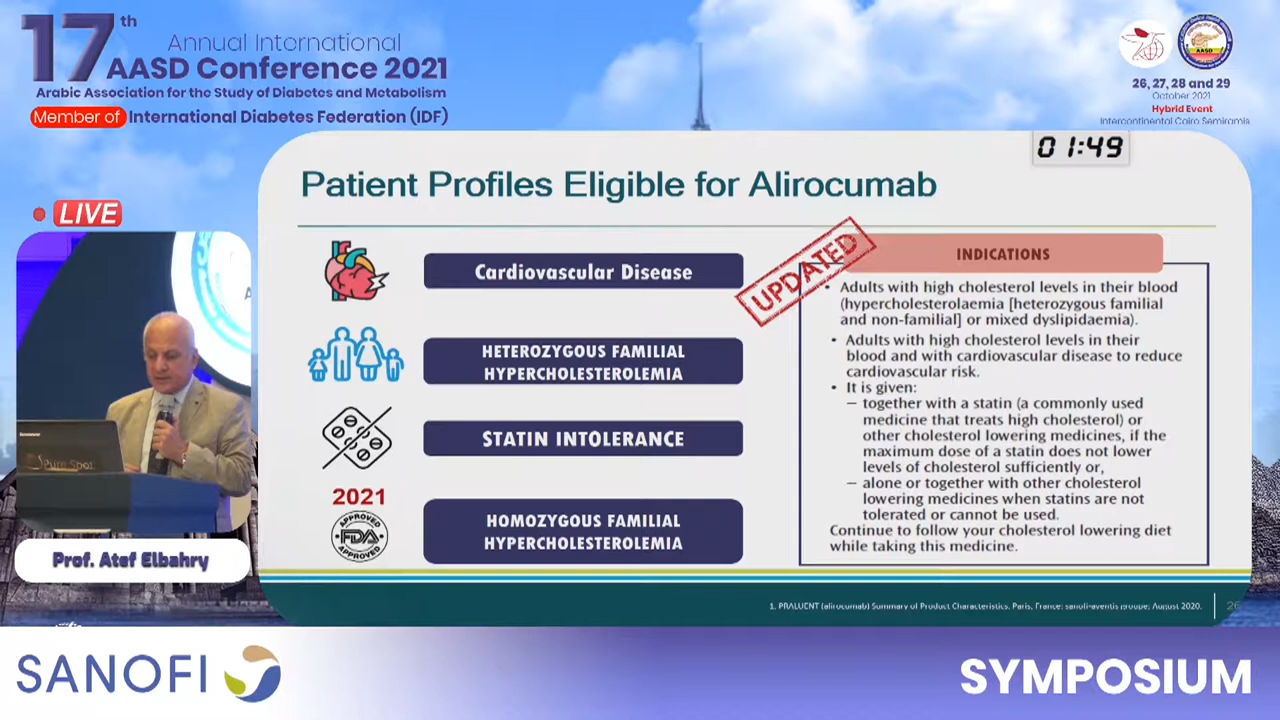 17th
Annual International
AASD Conference 2021
Arabic Association for the Study of Diabetes and Metabolism
Member of International Diabetes Federation (IDF)
AASD
26, 27, 28 and 29
October 2021
Hybrid Event
Intercontinental Cairo Semiramis
01:49
Patient Profiles Eligible for Alirocumab
LIVE
Cardiovascular Disease
HETEROZYGOUS FAMILIAL
HYPERCHOLESTEROLEMIA
STATIN INTOLERANCE
2021
APPROVED
FDA
APPROVED
HOMOZYGOUS FAMILIAL
HYPERCHOLESTEROLEMIA
UPDATED
INDICATIONS
• Adults with high cholesterol levels in their blood
(hypercholesterolaemia [heterozygous familial
and non-familial] or mixed dyslipidaemia).
• Adults with high cholesterol levels in their
blood and with cardiovascular disease to reduce
cardiovascular risk.
• It is given:
– together with a statin (a commonly used
medicine that treats high cholesterol) or
other cholesterol lowering medicines, if the
maximum dose of a statin does not lower
levels of cholesterol sufficiently or,
– alone or together with other cholesterol
lowering medicines when statins are not
tolerated or cannot be used.
Continue to follow your cholesterol lowering diet
while taking this medicine.
Prof. Atef Elbahry
1. PRALUENT (alirocumab) Summary of Product Characteristics. Paris, France: sanofi-aventis groupe; August 2020.
26
SANOFI
SYMPOSIUM